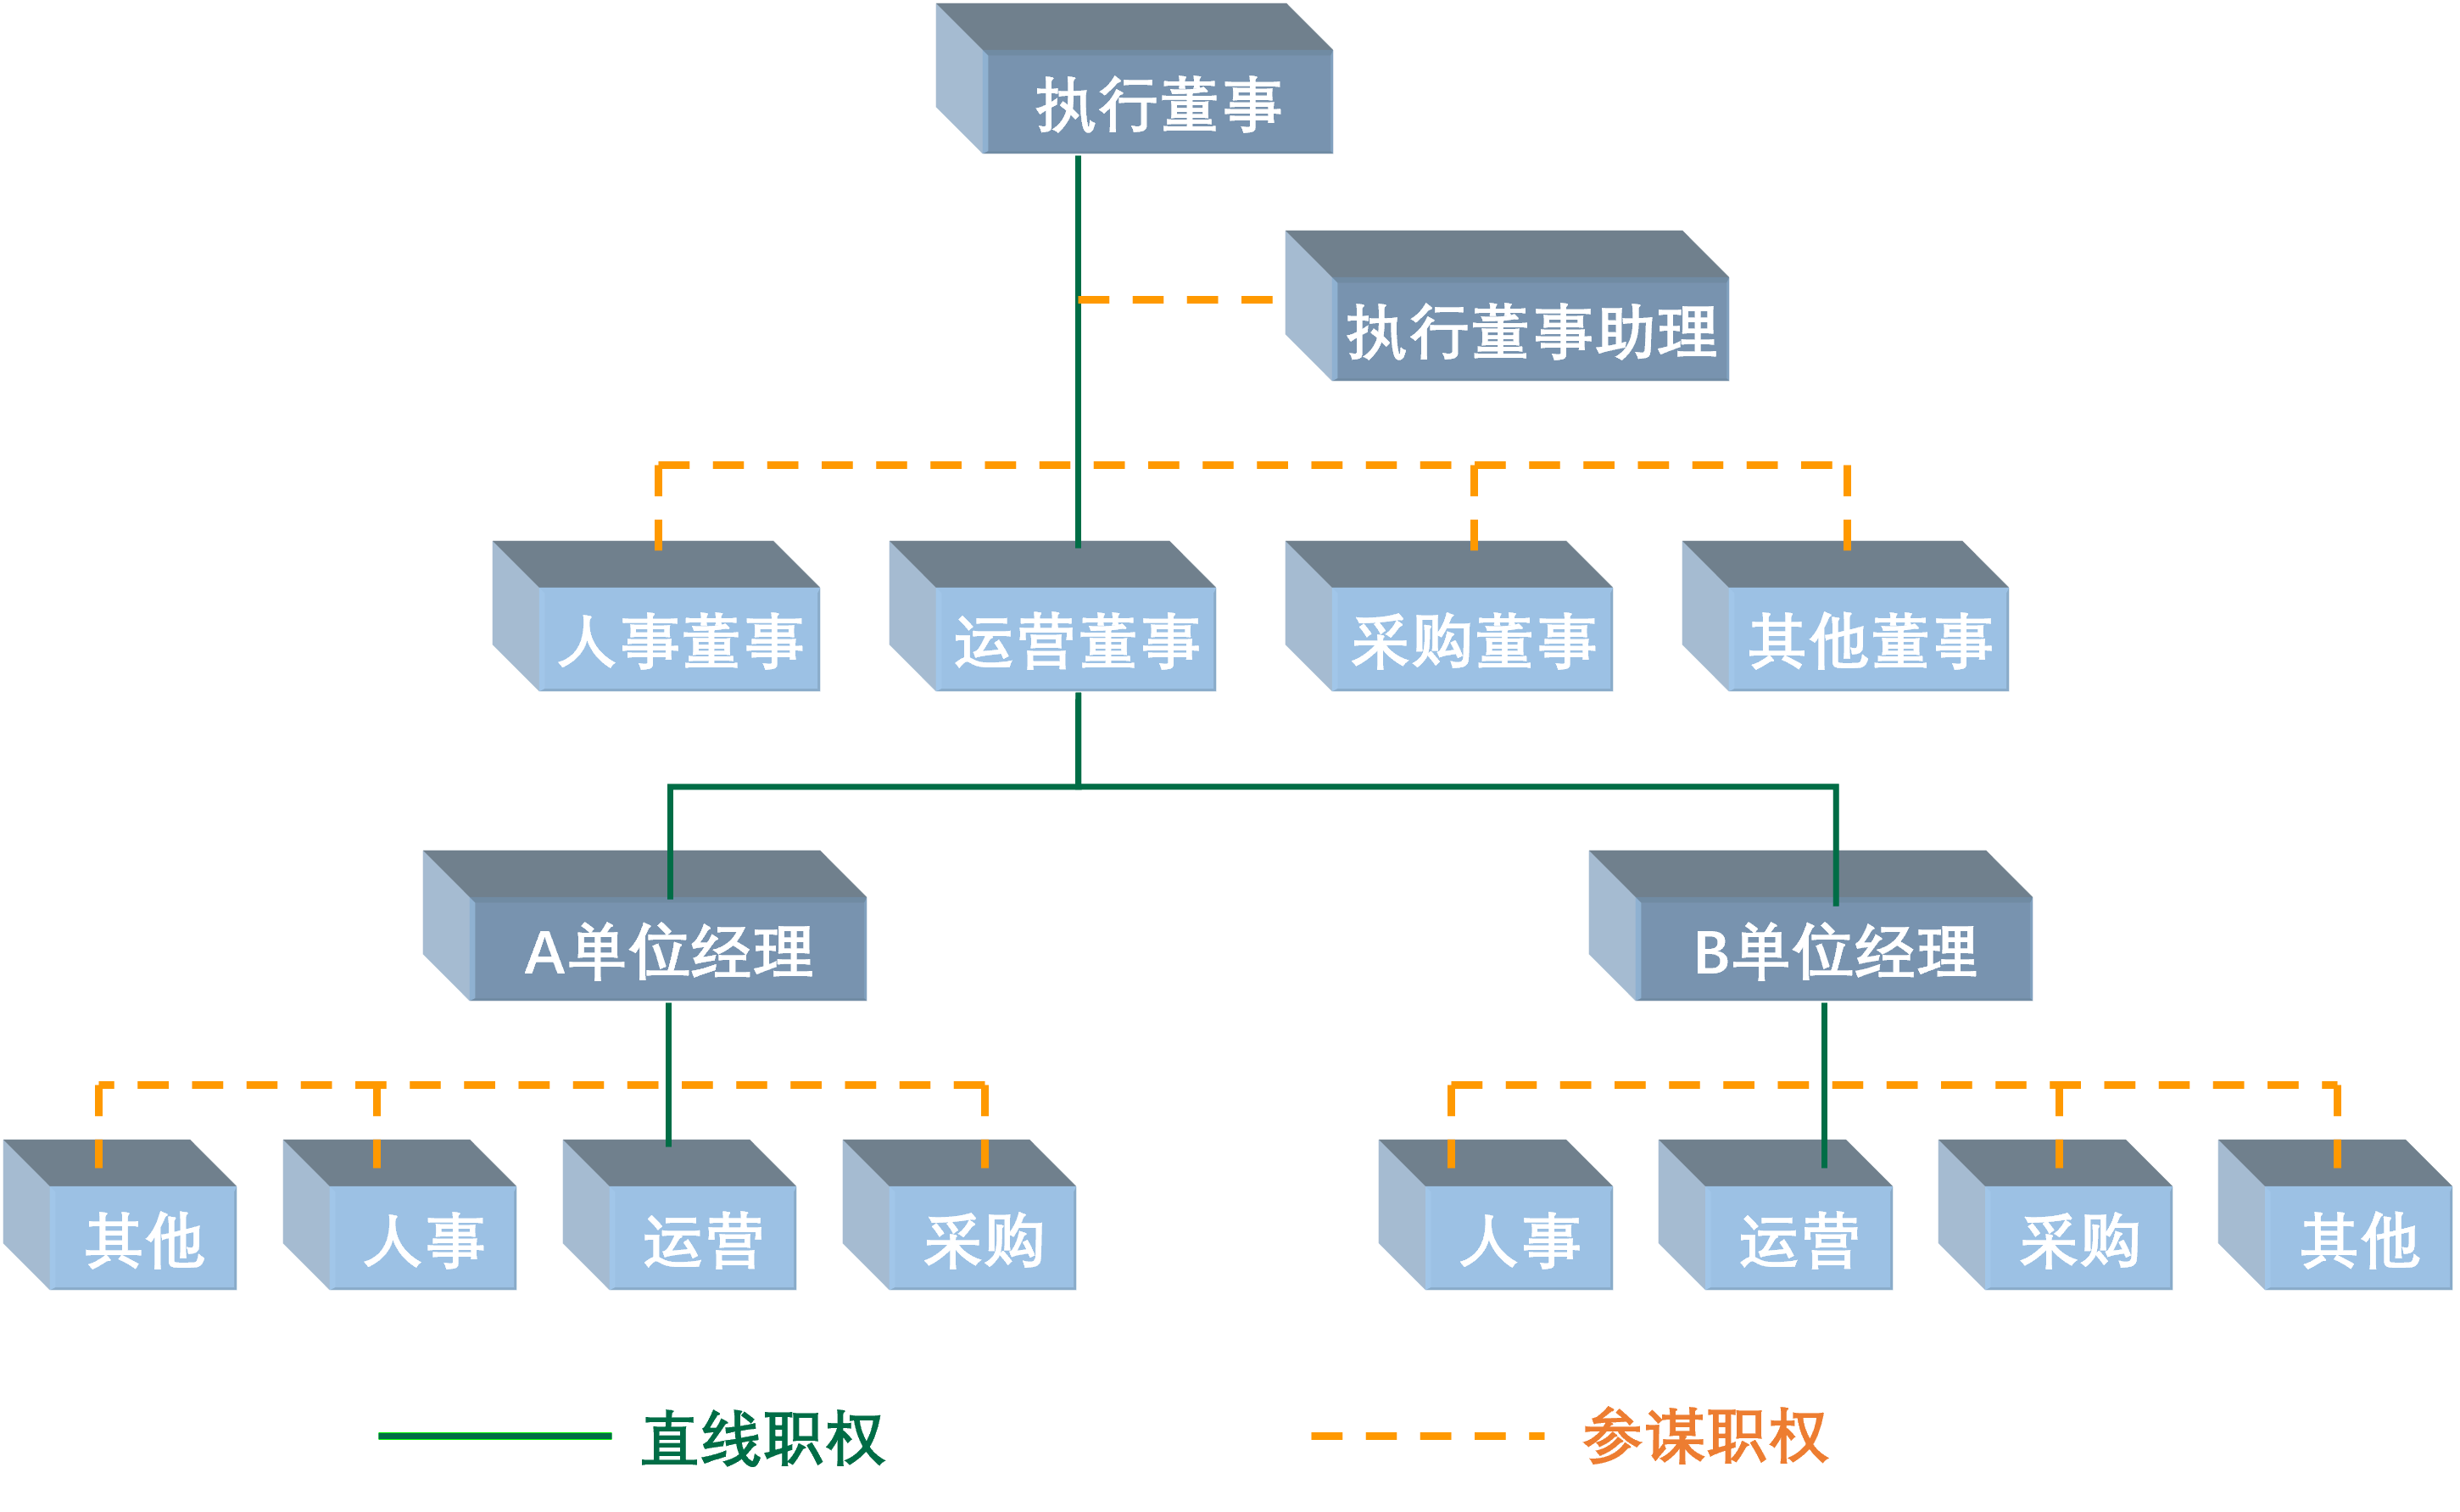 执行董事
执行董事助理
人事董事
运营董事
采购董事
其他董事
A单位经理
B单位经理
其他
人事
运营
采购
人事
运营
采购
其他
直线职权
参谋职权